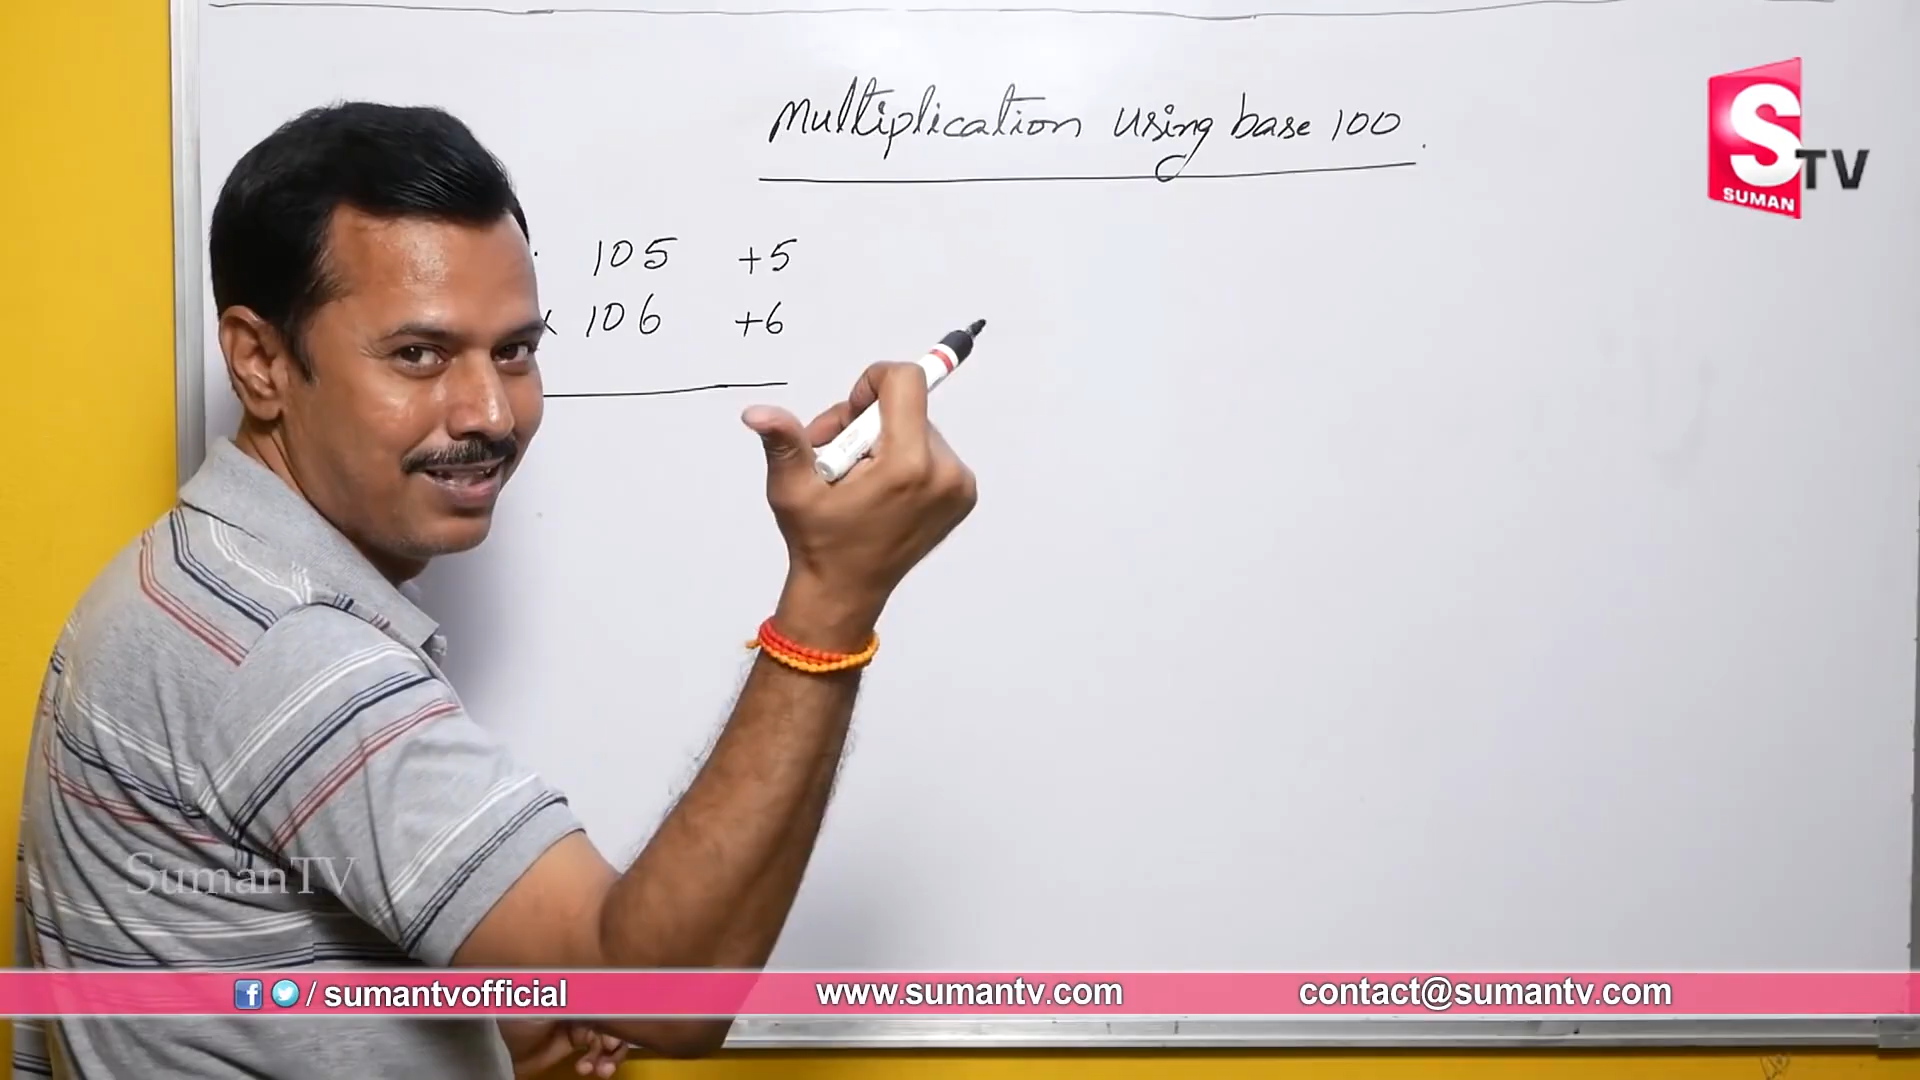 Multiplication using base 100.
S
TV
SUMAN
105 +5
x 106 +6
SumanTV
f / sumantvofficial
www.sumantv.com
contact@sumantv.com